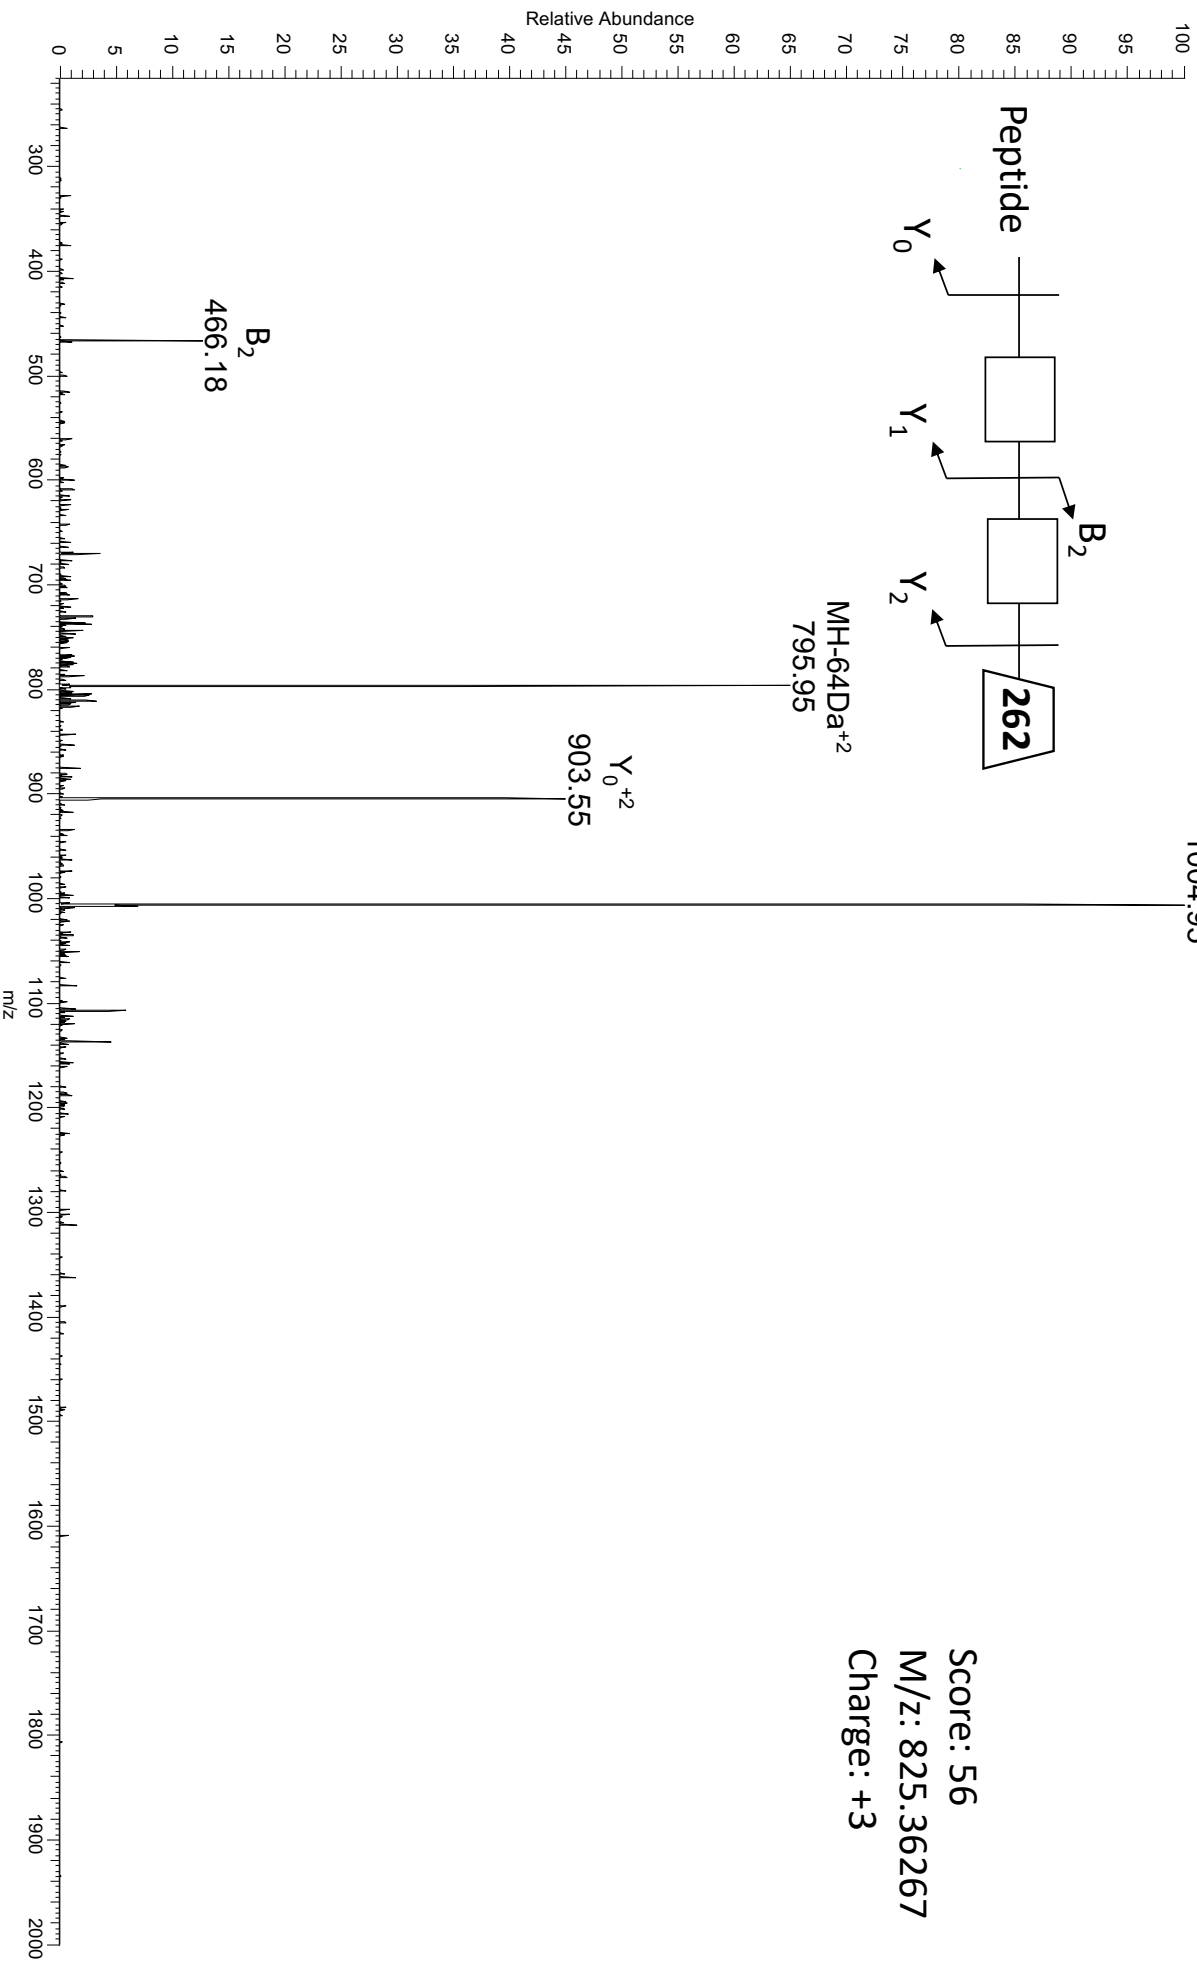 Peptide
Y0
Y1
Y2
B2
262
Score: 56
M/z: 825.36267
Charge: +3
MH-64Da+2
795.95
Y0+2
903.55
B2
466.18
Relative Abundance
0 5 10 15 20 25 30 35 40 45 50 55 60 65 70 75 80 85 90 95 100
300 400 500 600 700 800 900 1000 1100 1200 1300 1400 1500 1600 1700 1800 1900 2000
m/z